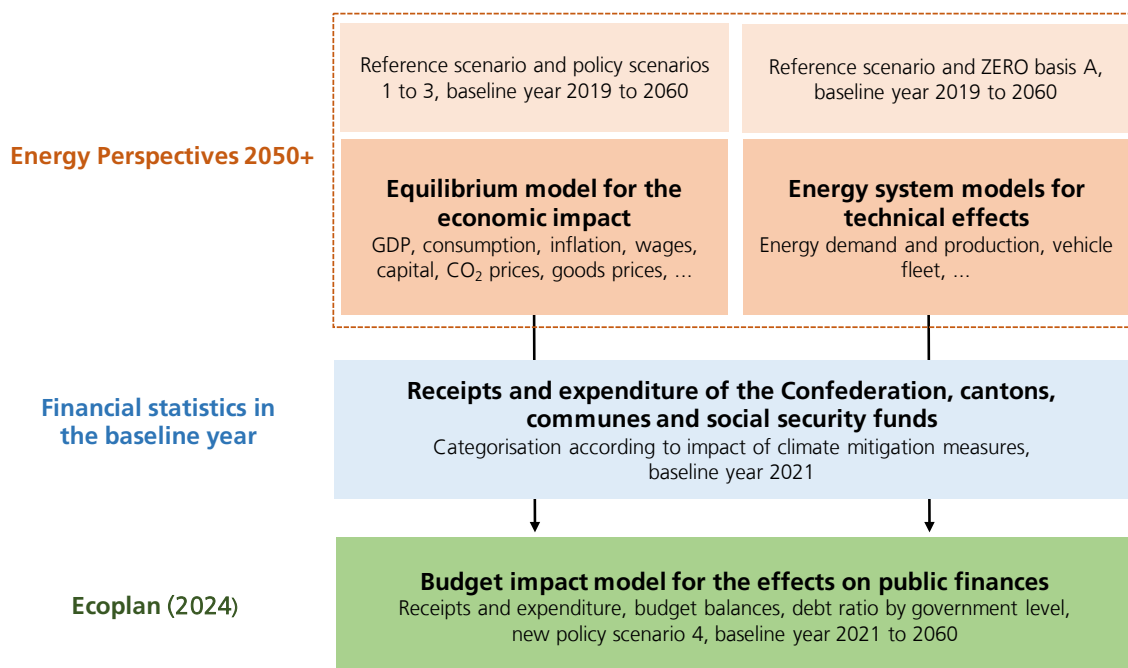 Reference scenario and policy scenarios
1 to 3, baseline year 2019 to 2060
Reference scenario and ZERO basis A,
baseline year 2019 to 2060
Energy Perspectives 2050+
Equilibrium model for the
economic impact
GDP, consumption, inflation, wages,
capital, CO₂ prices, goods prices, ...
Energy system models for
technical effects
Energy demand and production, vehicle
fleet, ...
Financial statistics in
the baseline year
Receipts and expenditure of the Confederation, cantons,
communes and social security funds
Categorisation according to impact of climate mitigation measures,
baseline year 2021
Ecoplan (2024)
Budget impact model for the effects on public finances
Receipts and expenditure, budget balances, debt ratio by government level,
new policy scenario 4, baseline year 2021 to 2060